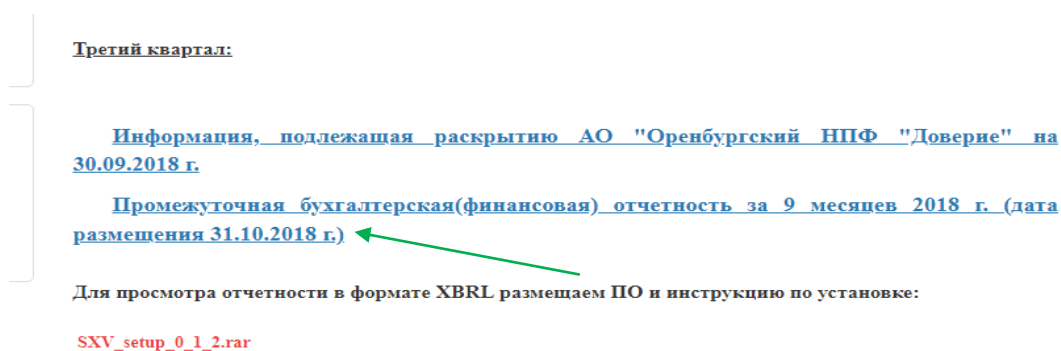 Третий квартал:
Информация, подлежащая раскрытию АО "Оренбургский НПФ "Доверие" на
30.09.2018 г.
Промежуточная бухгалтерская(финансовая) отчетность за 9 месяцев 2018 г. (дата
размещения 31.10.2018 г.)
Для просмотра отчетности в формате XBRL размещаем ПО и инструкцию по установке:
SXV_setup_0_1_2.rar